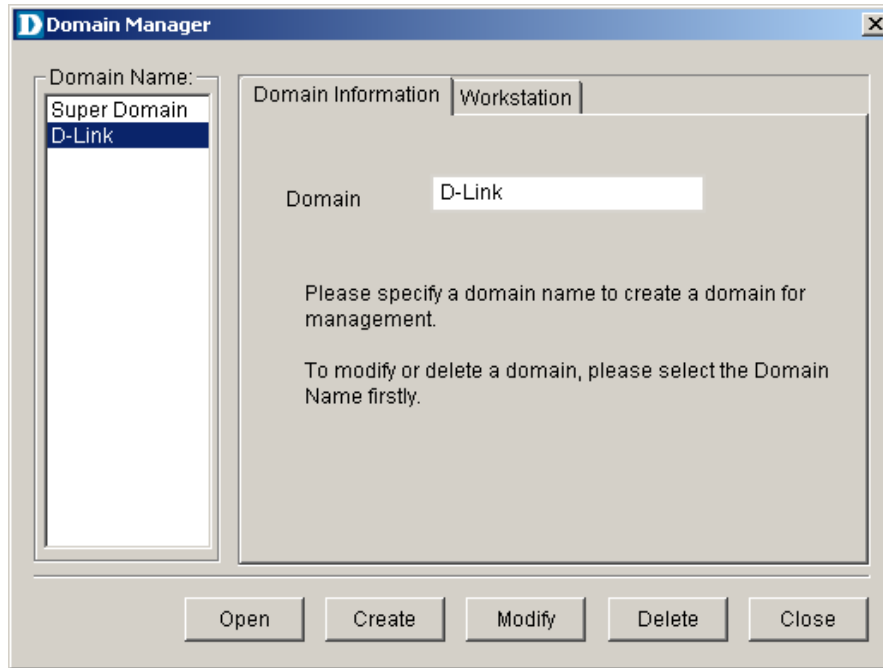 D Domain Manager
Domain Name:
Super Domain
D-Link
Domain Information
Workstation
Domain
D-Link
Please specify a domain name to create a domain for
management.
To modify or delete a domain, please select the Domain
Name firstly.
Open
Create
Modify
Delete
Close